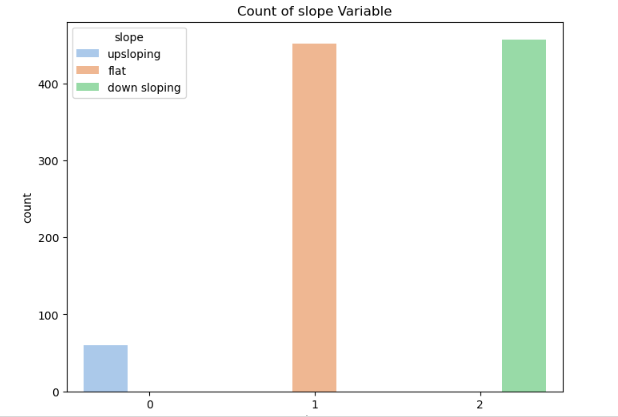 Count of slope Variable
slope
upsloping
flat
down sloping
400
300
200
100
0
count
0 1 2